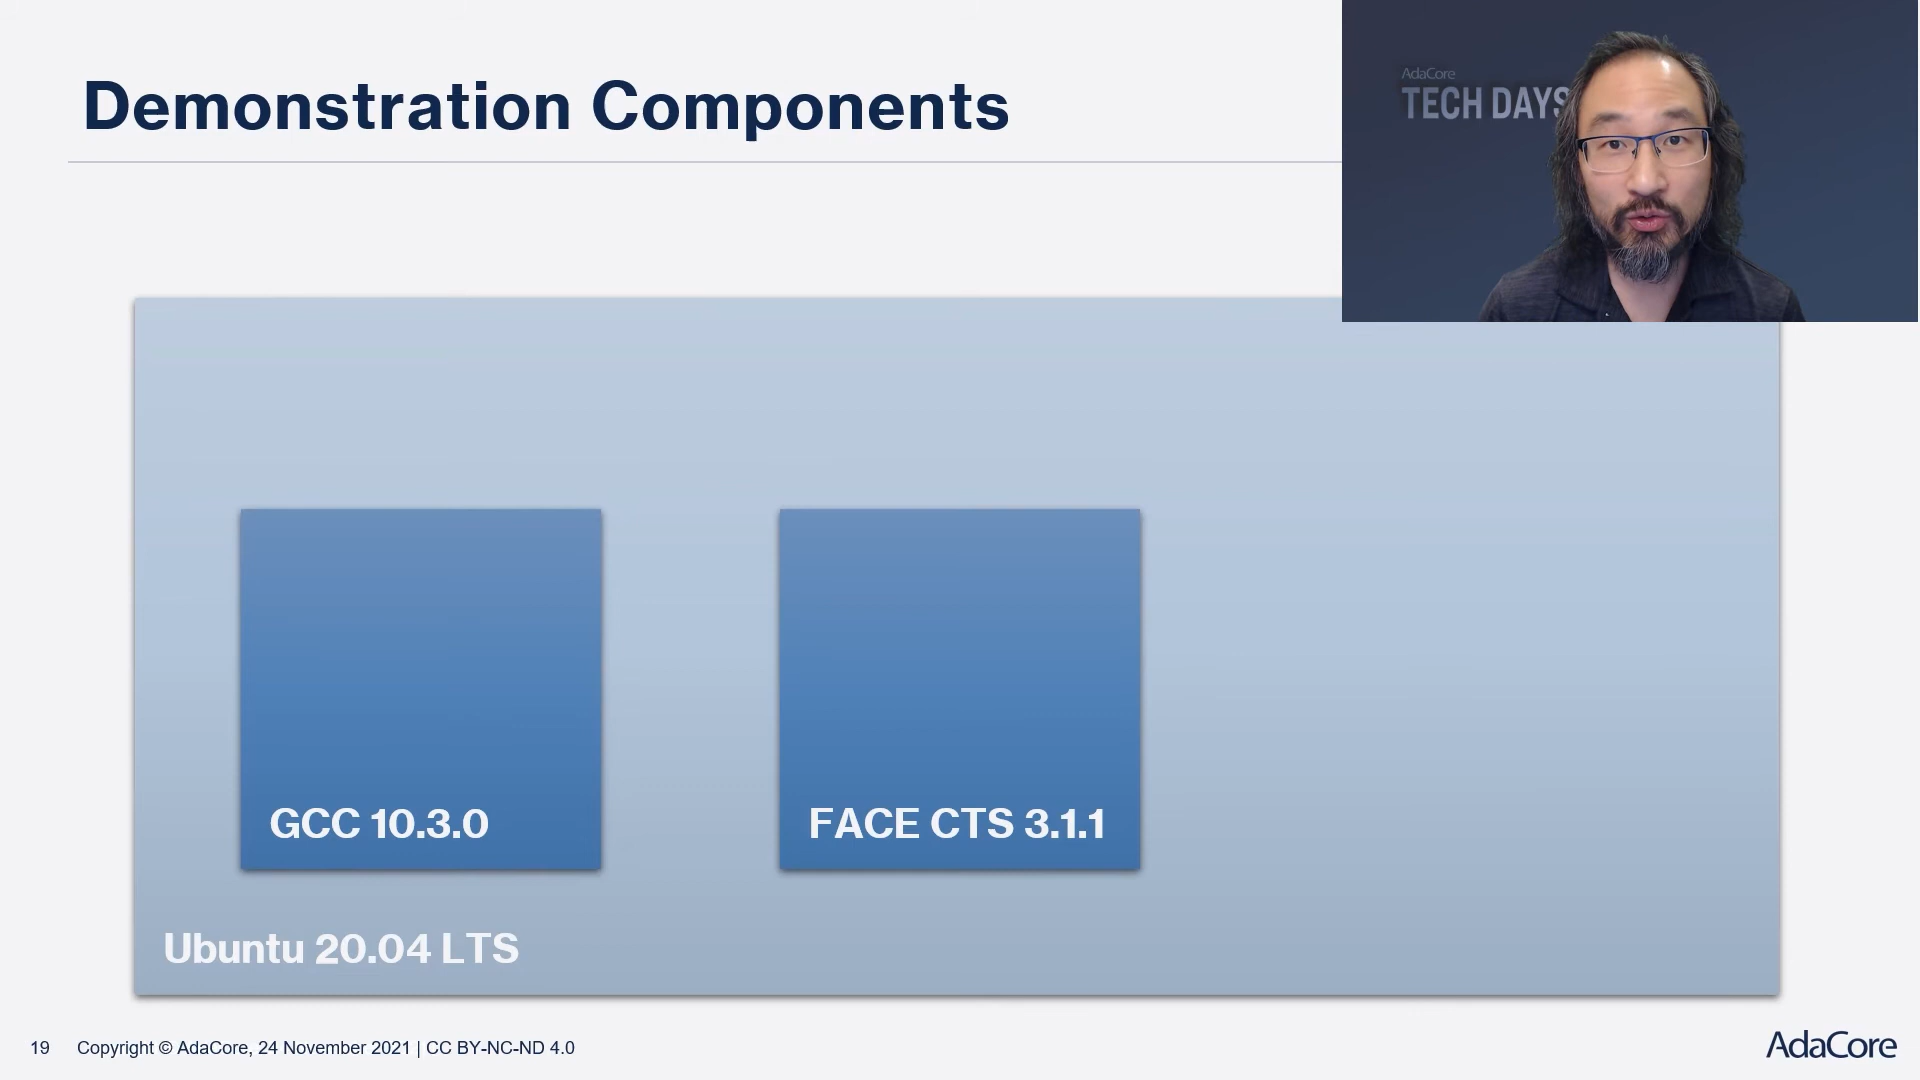 Demonstration Components
AdaCore
TECH DAYS
GCC 10.3.0
FACE CTS 3.1.1
Ubuntu 20.04 LTS
19 Copyright © AdaCore, 24 November 2021 | CC BY-NC-ND 4.0
AdaCore